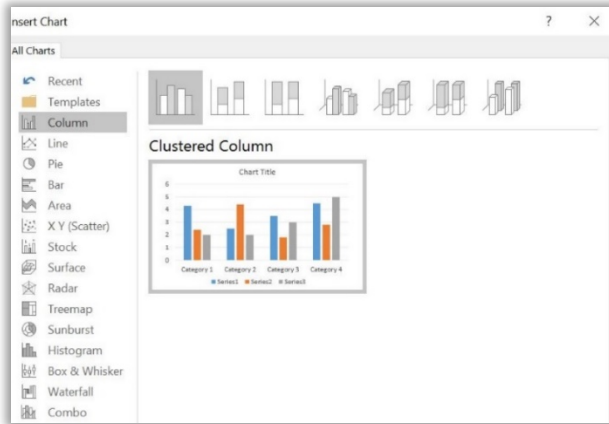 nsert Chart
? ×
All Charts
Recent
Templates
Column
Line
Pie
Bar
Area
X Y (Scatter)
Stock
Surface
Radar
Treemap
Sunburst
Histogram
Box & Whisker
Waterfall
Combo
Clustered Column
Chart Title
6
5
4
3
2
1
0
Category 1 Category 2 Category 3 Category 4
Series1 Series2 Series3